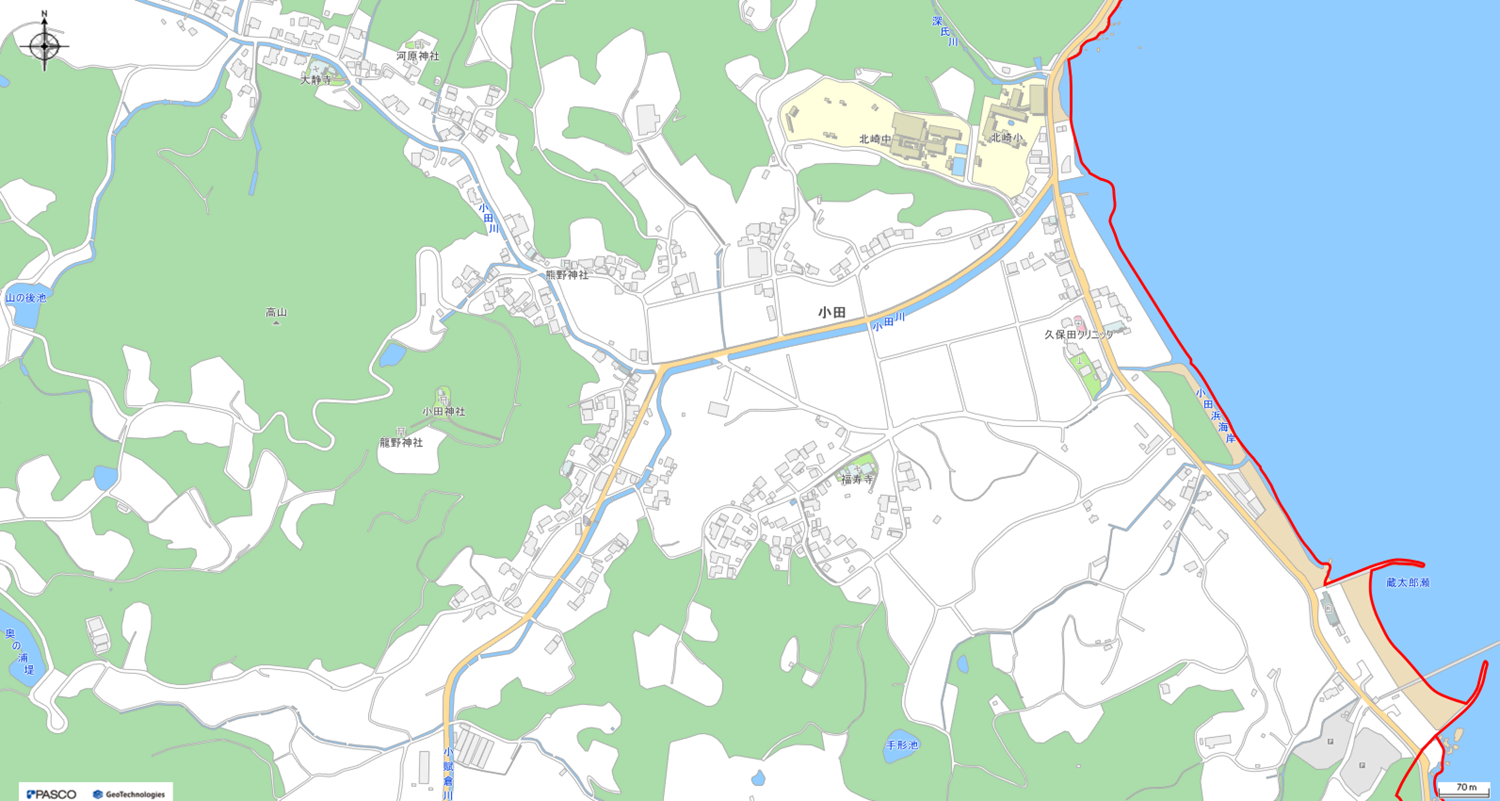 N
深氏川
河原神社
大静寺
北崎中
北崎小
小田川
熊野神社
山の後池
高山
小田
小田川
久保田クリニック
小田神社
龍野神社
小田浜海岸
福寿寺
蔵太郎瀬
奥の浦堤
手形池
小賦倉川
P
P
PASCO
GeoTechnologies
70 m